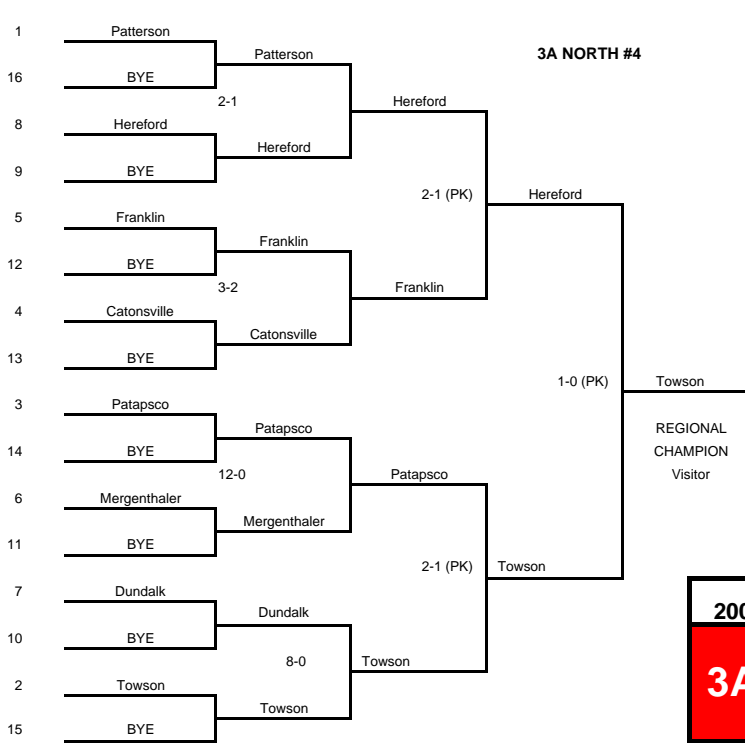 1 Patterson
Patterson
3A NORTH #4
16 BYE
2-1 Hereford
8 Hereford
Hereford
9 BYE
2-1 (PK) Hereford
5 Franklin
Franklin
12 BYE
3-2 Franklin
4 Catonsville
Catonsville
13 BYE
1-0 (PK) Towson
3 Patapsco
Patapsco
REGIONAL
CHAMPION
Visitor
14 BYE
12-0 Patapsco
6 Mergenthaler
Mergenthaler
11 BYE
2-1 (PK) Towson
7 Dundalk
Dundalk
10 BYE
8-0 Towson
2 Towson
Towson
15 BYE
200
3A